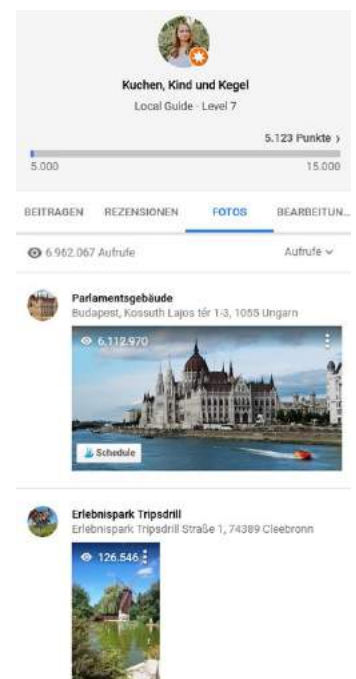 Kuchen, Kind und Kegel
Local Guide · Level 7
5.123 Punkte ›
5.000 15.000
BEITRAGEN REZENSIONEN FOTOS BEARBEITUN...
6.962.067 Aufrufe Aufrufe
Parlamentsgebäude
Budapest, Kossuth Lajos tér 1-3, 1055 Ungarn
6.112.970
Schedule
Erlebnispark Tripsdrill
Erlebnispark Tripsdrill Straße 1, 74389 Cleebronn
126.546